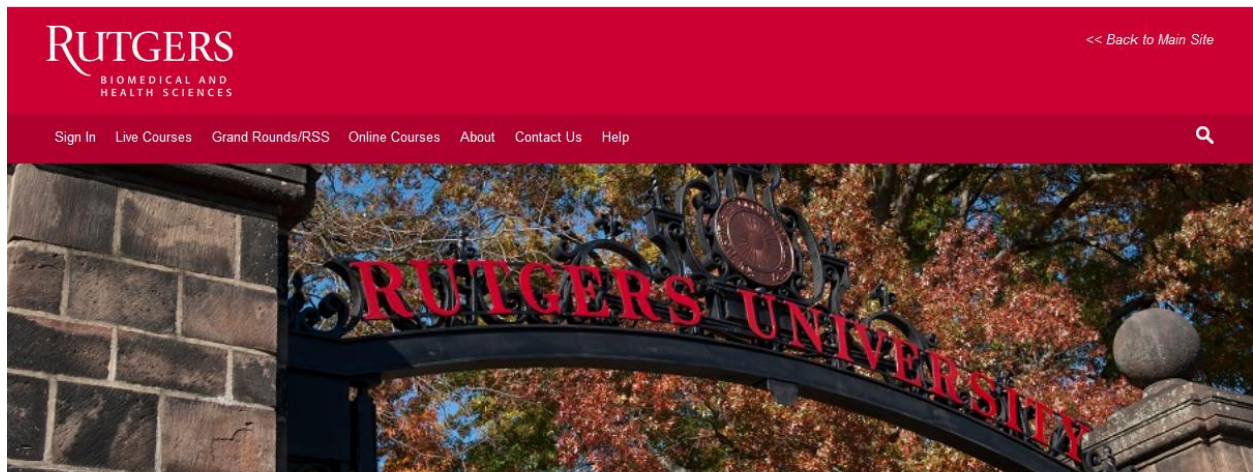 RUTGERS
BIOMEDICAL AND
HEALTH SCIENCES
<< Back to Main Site
Sign In Live Courses Grand Rounds/RSS Online Courses About Contact Us Help
RUTGERS UNIVERSITY